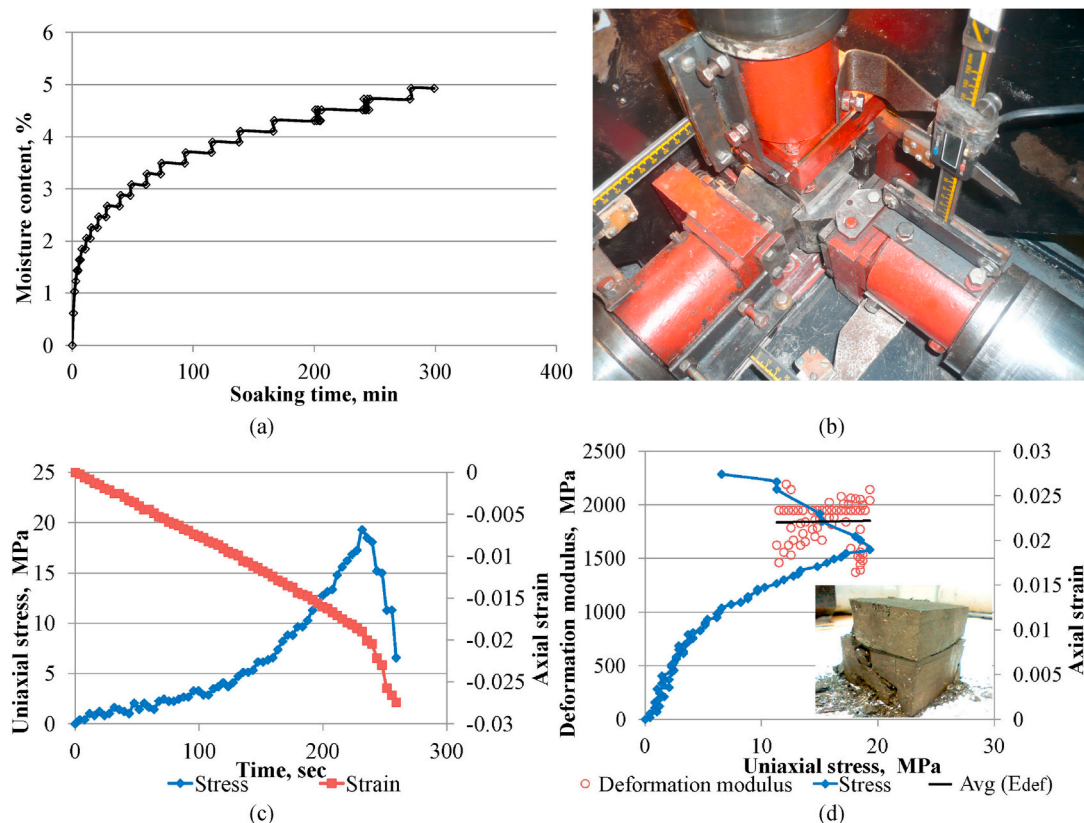 6
5
4
3
2
1
0
0 100 200 300 400
Moisture content, %
Soaking time, min
(a)
(b)
25
20
15
10
5
0
0 100 200 300
0
-0.005
-0.01
-0.015
-0.02
-0.025
-0.03
Uniaxial stress, MPa
Axial strain
Time, sec
Stress Strain
(c)
2500
2000
1500
1000
500
0
0 10 20 30
0.03
0.025
0.02
0.015
0.01
0.005
0
Deformation modulus, MPa
Axial strain
Uniaxial stress, MPa
Deformation modulus Stress Avg (Edef)
(d)